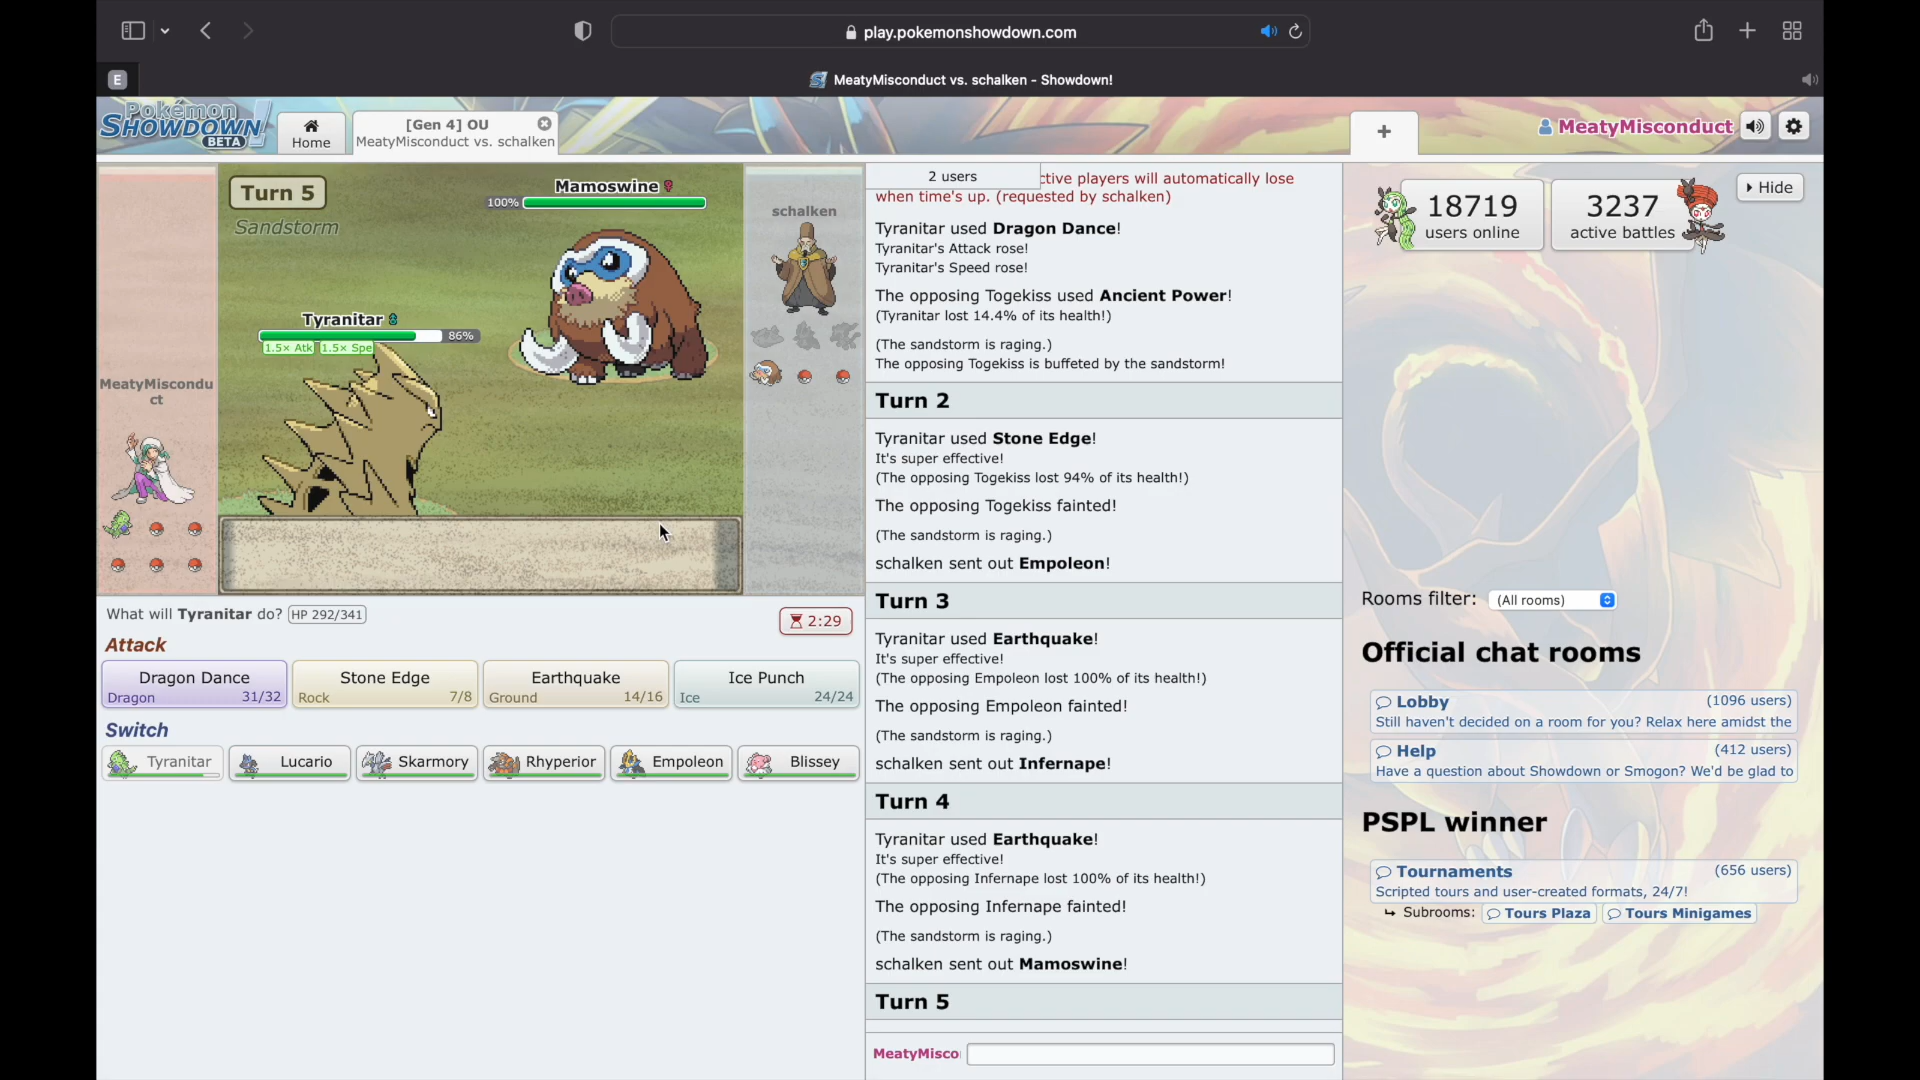 play.pokemonshowdown.com
E
MeatyMisconduct vs. schalken - Showdown!
Pokémon
SHOWDOWN
BETA
Home
[Gen 4] OU
MeatyMisconduct vs. schalken
+
MeatyMisconduct
Turn 5
Sandstorm
Mamoswine
100%
Tyranitar
86%
1.5× Atk
1.5× Spe
MeatyMiscondu
ct
schalken
What will Tyranitar do? HP 292/341
2:29
Attack
Dragon Dance
Dragon 31/32
Stone Edge
Rock 7/8
Earthquake
Ground 14/16
Ice Punch
Ice 24/24
Switch
Tyranitar
Lucario
Skarmory
Rhyperior
Empoleon
Blissey
2 users
ctive players will automatically lose
when time's up. (requested by schalken)
Tyranitar used Dragon Dance!
Tyranitar's Attack rose!
Tyranitar's Speed rose!
The opposing Togekiss used Ancient Power!
(Tyranitar lost 14.4% of its health!)
(The sandstorm is raging.)
The opposing Togekiss is buffeted by the sandstorm!
Turn 2
Tyranitar used Stone Edge!
It's super effective!
(The opposing Togekiss lost 94% of its health!)
The opposing Togekiss fainted!
(The sandstorm is raging.)
schalken sent out Empoleon!
Turn 3
Tyranitar used Earthquake!
It's super effective!
(The opposing Empoleon lost 100% of its health!)
The opposing Empoleon fainted!
(The sandstorm is raging.)
schalken sent out Infernape!
Turn 4
Tyranitar used Earthquake!
It's super effective!
(The opposing Infernape lost 100% of its health!)
The opposing Infernape fainted!
(The sandstorm is raging.)
schalken sent out Mamoswine!
Turn 5
MeatyMisco
18719
users online
3237
active battles
Hide
Rooms filter: (All rooms)
Official chat rooms
Lobby (1096 users)
Still haven't decided on a room for you? Relax here amidst the
Help (412 users)
Have a question about Showdown or Smogon? We'd be glad to
PSPL winner
Tournaments (656 users)
Scripted tours and user-created formats, 24/7!
Subrooms: Tours Plaza Tours Minigames